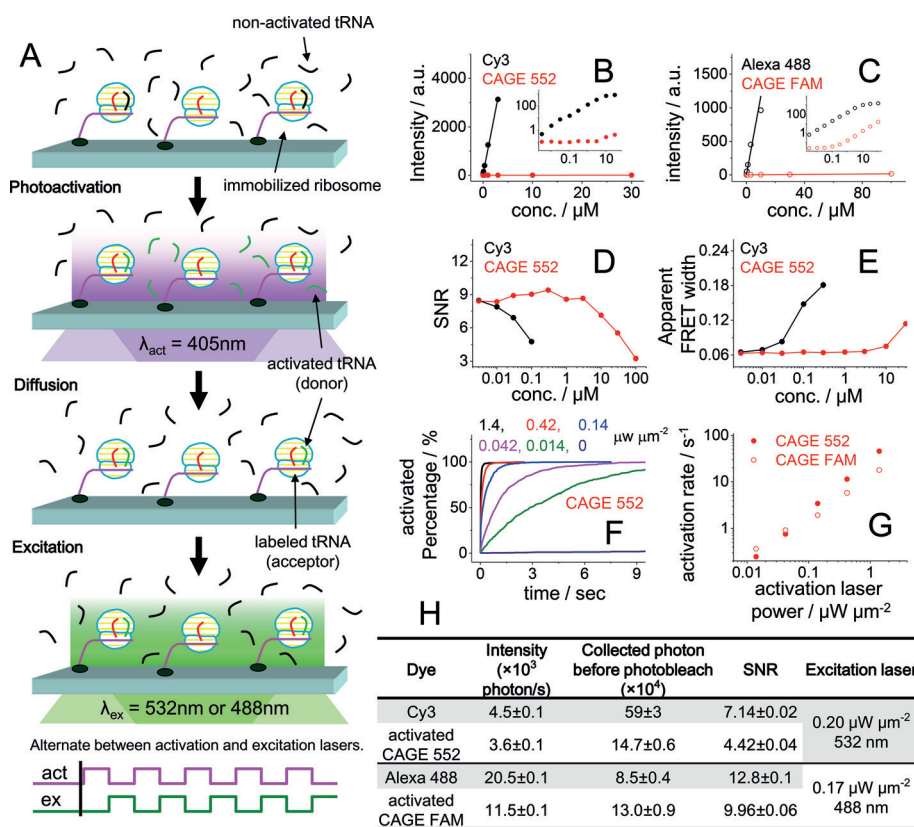 A
non-activated tRNA
immobilized ribosome
Photoactivation
λact = 405nm
activated tRNA
(donor)
Diffusion
labeled tRNA
(acceptor)
Excitation
λex = 532nm or 488nm
Alternate between activation and excitation lasers.
act
ex
B
Cy3
CAGE 552
Intensity / a.u.
4000
2000
0
100
1
0.1
10
0
10
20
30
conc. / µM
C
Alexa 488
CAGE FAM
intensity / a.u.
1500
1000
500
0
100
1
0.1
10
0
40
80
conc. / µM
D
Cy3
CAGE 552
SNR
12
9
6
3
0.01
0.1
1
10
100
conc. / µM
E
Cy3
CAGE 552
Apparent
FRET width
0.24
0.18
0.12
0.06
0.01
0.1
1
10
conc. / µM
F
1.4, 0.42, 0.14
0.042, 0.014, 0
µW µm⁻²
CAGE 552
activated
Percentage / %
100
50
0
0
3
6
9
time / sec
G
CAGE 552
CAGE FAM
activation rate / s⁻¹
100
10
1
0.01
0.1
1
activation laser
power / µW µm⁻²
H
Dye Intensity (×10³ photon/s) Collected photon before photobleach (×10⁴) SNR Excitation laser
Cy3 4.5±0.1 59±3 7.14±0.02 0.20 µW µm⁻² 532 nm
activated CAGE 552 3.6±0.1 14.7±0.6 4.42±0.04
Alexa 488 20.5±0.1 8.5±0.4 12.8±0.1 0.17 µW µm⁻² 488 nm
activated CAGE FAM 11.5±0.1 13.0±0.9 9.96±0.06